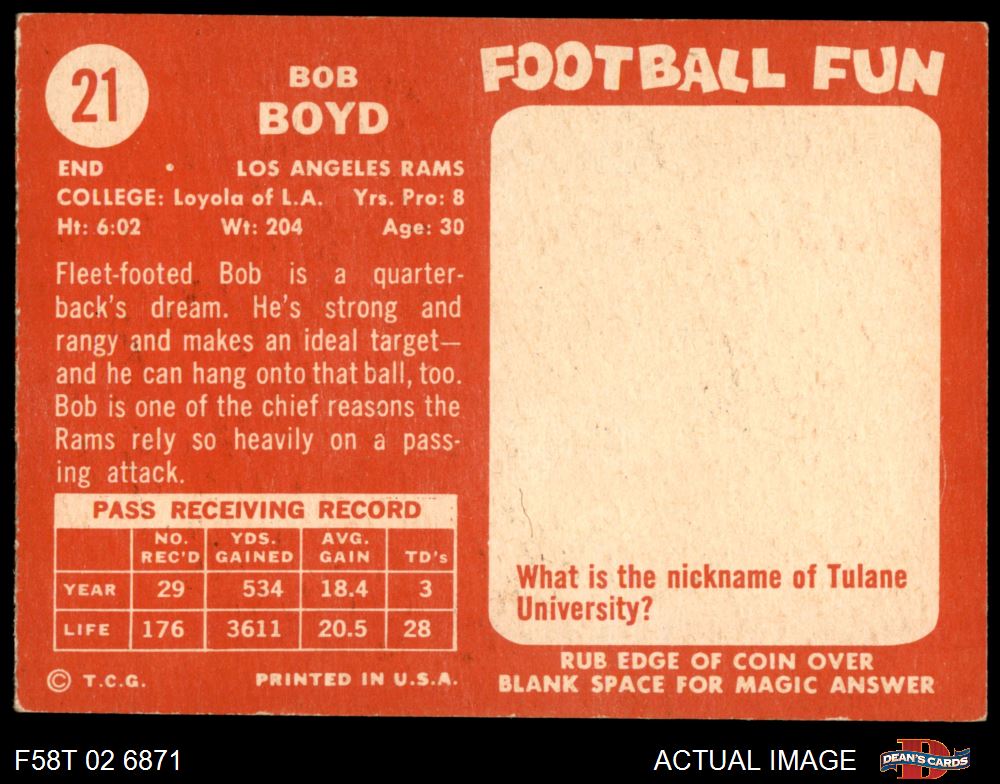 21
BOB
BOYD
END • LOS ANGELES RAMS
COLLEGE: Loyola of L.A. Yrs. Pro: 8
Ht: 6:02 Wt: 204 Age: 30
Fleet-footed Bob is a quarter-
back's dream. He's strong and
rangy and makes an ideal target—
and he can hang onto that ball, too.
Bob is one of the chief reasons the
Rams rely so heavily on a pass-
ing attack.
PASS RECEIVING RECORD
NO. REC'D YDS. GAINED AVG. GAIN TD's
YEAR 29 534 18.4 3
LIFE 176 3611 20.5 28
© T.C.G. PRINTED IN U.S.A.
FOOTBALL FUN
What is the nickname of Tulane
University?
RUB EDGE OF COIN OVER
BLANK SPACE FOR MAGIC ANSWER
F58T 02 6871 ACTUAL IMAGE
D
DEAN'S CARDS